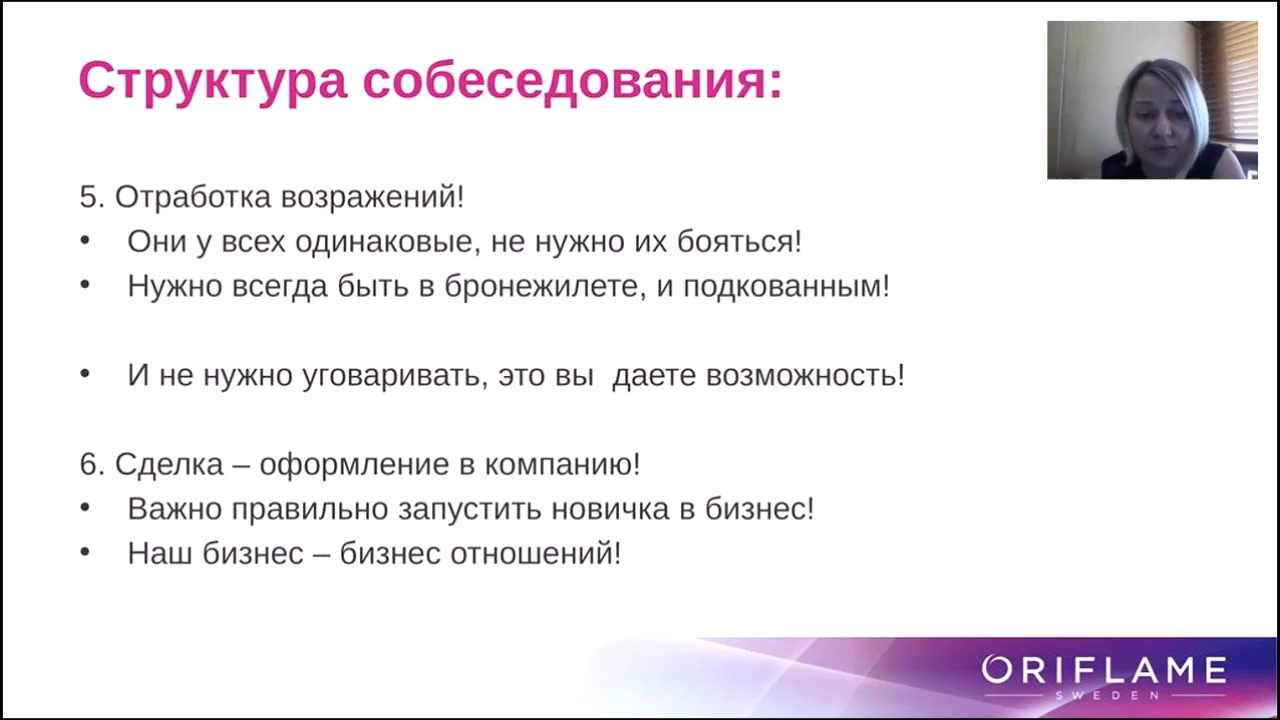 Структура собеседования:
5. Отработка возражений!
• Они у всех одинаковые, не нужно их бояться!
• Нужно всегда быть в бронежилете, и подкованным!
• И не нужно уговаривать, это вы  даете возможность!
6. Сделка – оформление в компанию!
• Важно правильно запустить новичка в бизнес!
• Наш бизнес – бизнес отношений!
ORIFLAME
SWEDEN